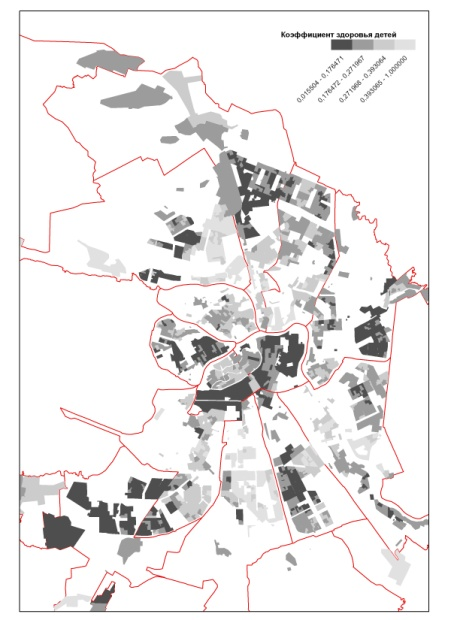 Коэффициент здоровья детей
0,015504 - 0,176471
0,176472 - 0,271967
0,271968 - 0,393064
0,393065 - 1,000000